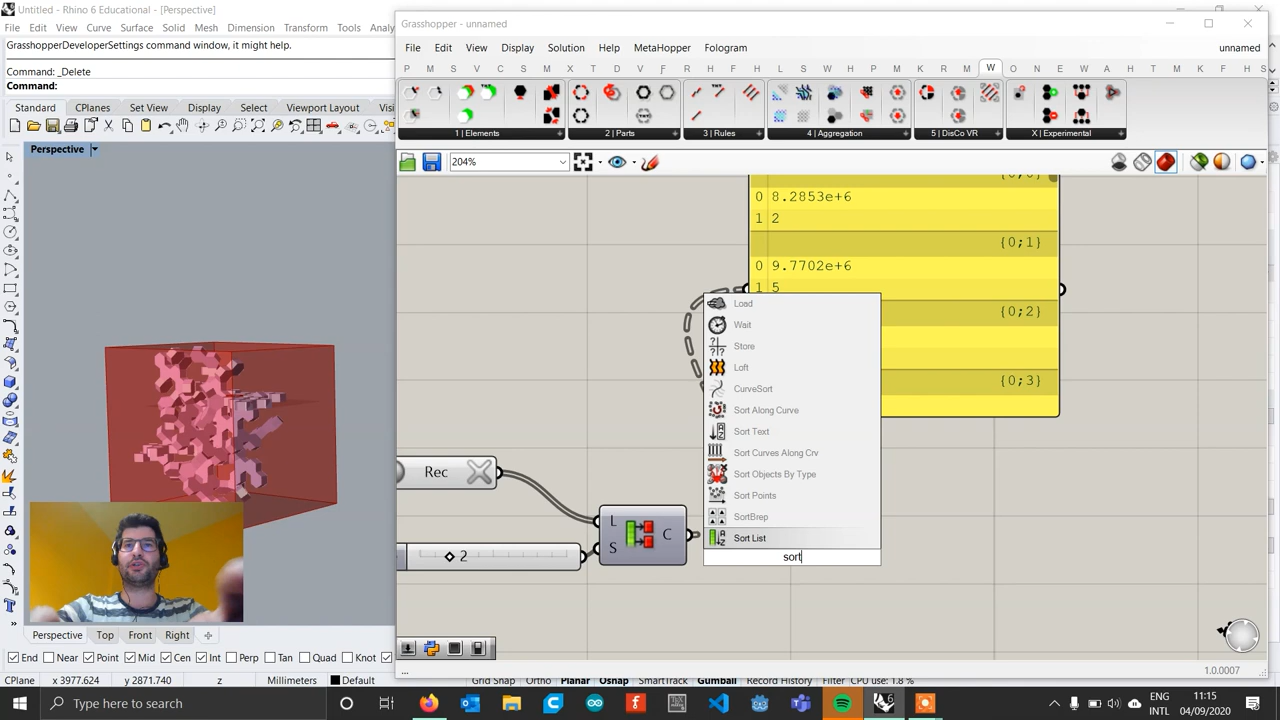 Untitled - Rhino 6 Educational - [Perspective]
File Edit View Curve Surface Solid Mesh Dimension Transform Tools Analy
GrasshopperDeveloperSettings command window, it might help.
Command: _Delete
Command:
Standard CPlanes Set View Display Select Viewport Layout Vis
Perspective
Grasshopper - unnamed
File Edit View Display Solution Help MetaHopper Fologram unnamed
P M S V C S M X T D V F M H L S W H P A K R M W O N E W A T V H S
1 | Elements 2 | Parts 3 | Rules 4 | Aggregation 5 | DisCo VR X | Experimental
204%
{0;0}
0 8.2853e+6
1 2
{0;1}
0 9.7702e+6
1 5
{0;2}
{0;3}
Load
Wait
Store
Loft
CurveSort
Sort Along Curve
Sort Text
Sort Curves Along Crv
Sort Objects By Type
Sort Points
SortBrep
Sort List
sort
Rec
L
S
C
2
1.0.0007
...
Perspective Top Front Right
End Near Point Mid Cen Int Perp Tan Quad Knot
CPlane x 3977.624 y 2871.740 z Millimeters Default Grid Snap Ortho Planar Osnap SmartTrack Gumball Record History Filter CPU use: 1.8 %
Type here to search
ENG
INTL
11:15
04/09/2020